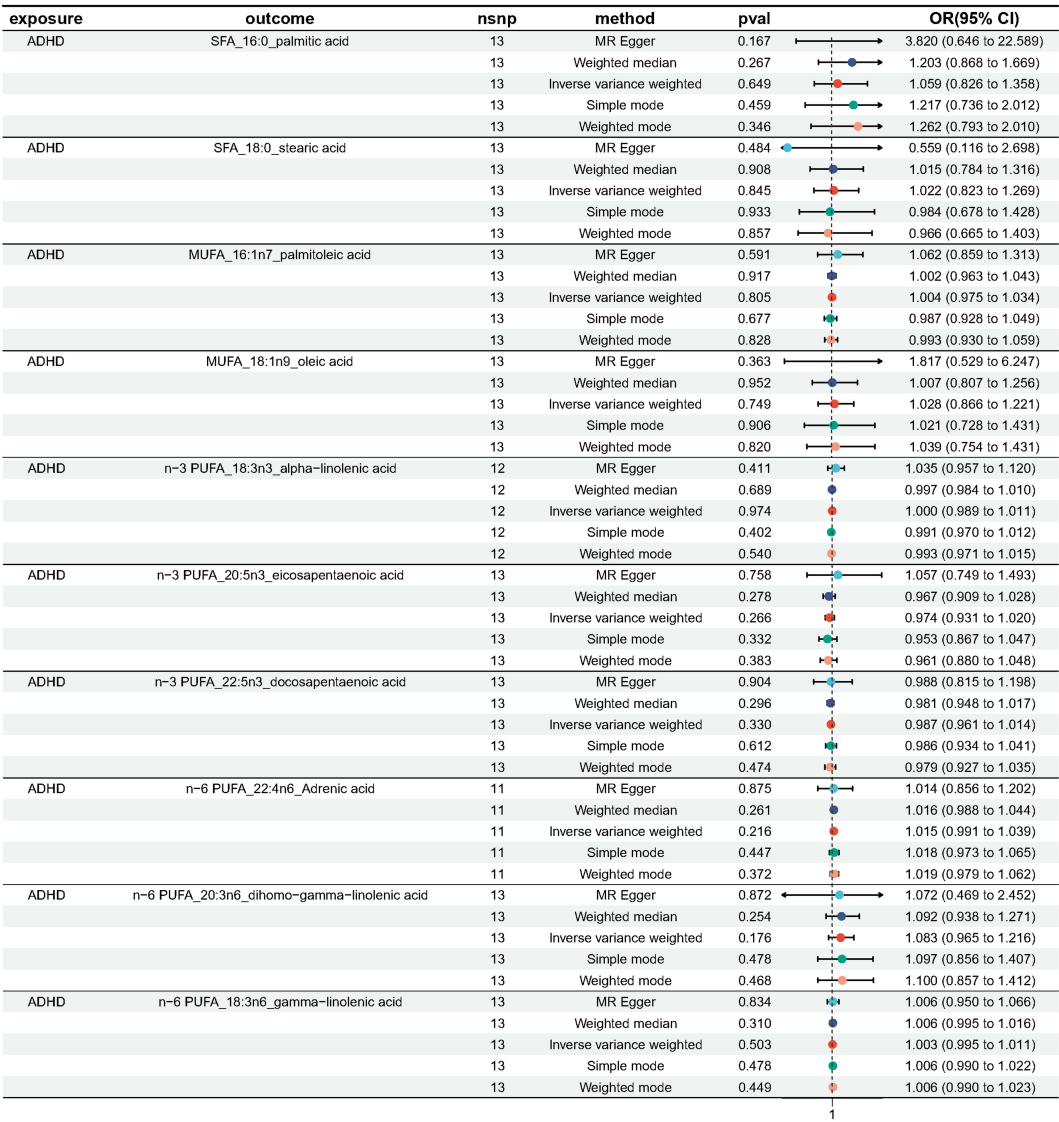 exposure outcome nsnp method pval OR(95% CI)
ADHD SFA_16:0_palmitic acid 13 MR Egger 0.167 3.820 (0.646 to 22.589)
13 Weighted median 0.267 1.203 (0.868 to 1.669)
13 Inverse variance weighted 0.649 1.059 (0.826 to 1.358)
13 Simple mode 0.459 1.217 (0.736 to 2.012)
13 Weighted mode 0.346 1.262 (0.793 to 2.010)
ADHD SFA_18:0_stearic acid 13 MR Egger 0.484 0.559 (0.116 to 2.698)
13 Weighted median 0.908 1.015 (0.784 to 1.316)
13 Inverse variance weighted 0.845 1.022 (0.823 to 1.269)
13 Simple mode 0.933 0.984 (0.678 to 1.428)
13 Weighted mode 0.857 0.966 (0.665 to 1.403)
ADHD MUFA_16:1n7_palmitoleic acid 13 MR Egger 0.591 1.062 (0.859 to 1.313)
13 Weighted median 0.917 1.002 (0.963 to 1.043)
13 Inverse variance weighted 0.805 1.004 (0.975 to 1.034)
13 Simple mode 0.677 0.987 (0.928 to 1.049)
13 Weighted mode 0.828 0.993 (0.930 to 1.059)
ADHD MUFA_18:1n9_oleic acid 13 MR Egger 0.363 1.817 (0.529 to 6.247)
13 Weighted median 0.952 1.007 (0.807 to 1.256)
13 Inverse variance weighted 0.749 1.028 (0.866 to 1.221)
13 Simple mode 0.906 1.021 (0.728 to 1.431)
13 Weighted mode 0.820 1.039 (0.754 to 1.431)
ADHD n−3 PUFA_18:3n3_alpha−linolenic acid 12 MR Egger 0.411 1.035 (0.957 to 1.120)
12 Weighted median 0.689 0.997 (0.984 to 1.010)
12 Inverse variance weighted 0.974 1.000 (0.989 to 1.011)
12 Simple mode 0.402 0.991 (0.970 to 1.012)
12 Weighted mode 0.540 0.993 (0.971 to 1.015)
ADHD n−3 PUFA_20:5n3_eicosapentaenoic acid 13 MR Egger 0.758 1.057 (0.749 to 1.493)
13 Weighted median 0.278 0.967 (0.909 to 1.028)
13 Inverse variance weighted 0.266 0.974 (0.931 to 1.020)
13 Simple mode 0.332 0.953 (0.867 to 1.047)
13 Weighted mode 0.383 0.961 (0.880 to 1.048)
ADHD n−3 PUFA_22:5n3_docosapentaenoic acid 13 MR Egger 0.904 0.988 (0.815 to 1.198)
13 Weighted median 0.296 0.981 (0.948 to 1.017)
13 Inverse variance weighted 0.330 0.987 (0.961 to 1.014)
13 Simple mode 0.612 0.986 (0.934 to 1.041)
13 Weighted mode 0.474 0.979 (0.927 to 1.035)
ADHD n−6 PUFA_22:4n6_Adrenic acid 11 MR Egger 0.875 1.014 (0.856 to 1.202)
11 Weighted median 0.261 1.016 (0.988 to 1.044)
11 Inverse variance weighted 0.216 1.015 (0.991 to 1.039)
11 Simple mode 0.447 1.018 (0.973 to 1.065)
11 Weighted mode 0.372 1.019 (0.979 to 1.062)
ADHD n−6 PUFA_20:3n6_dihomo−gamma−linolenic acid 13 MR Egger 0.872 1.072 (0.469 to 2.452)
13 Weighted median 0.254 1.092 (0.938 to 1.271)
13 Inverse variance weighted 0.176 1.083 (0.965 to 1.216)
13 Simple mode 0.478 1.097 (0.856 to 1.407)
13 Weighted mode 0.468 1.100 (0.857 to 1.412)
ADHD n−6 PUFA_18:3n6_gamma−linolenic acid 13 MR Egger 0.834 1.006 (0.950 to 1.066)
13 Weighted median 0.310 1.006 (0.995 to 1.016)
13 Inverse variance weighted 0.503 1.003 (0.995 to 1.011)
13 Simple mode 0.478 1.006 (0.990 to 1.022)
13 Weighted mode 0.449 1.006 (0.990 to 1.023)
1